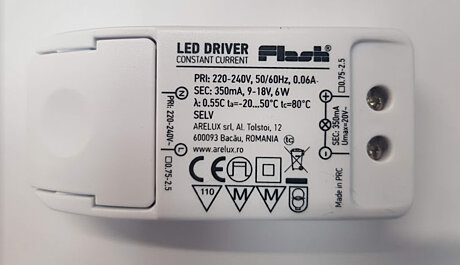 LED DRIVER
CONSTANT CURRENT
Flash
PRI: 220-240V, 50/60Hz, 0.06A
SEC: 350mA, 9-18V, 6W
λ: 0.55C ta=-20...50°C tc=80°C
SELV
ARELUX srl, Al. Tolstoi, 12
600093 Bacău, ROMANIA
www.arelux.ro
tc
CE
110
M
M
PRI: 220-240V~
N
L
0.75-2.5
0.75-2.5
+
-
SEC: 350mA
Umax=20V⎓
Made in PRC